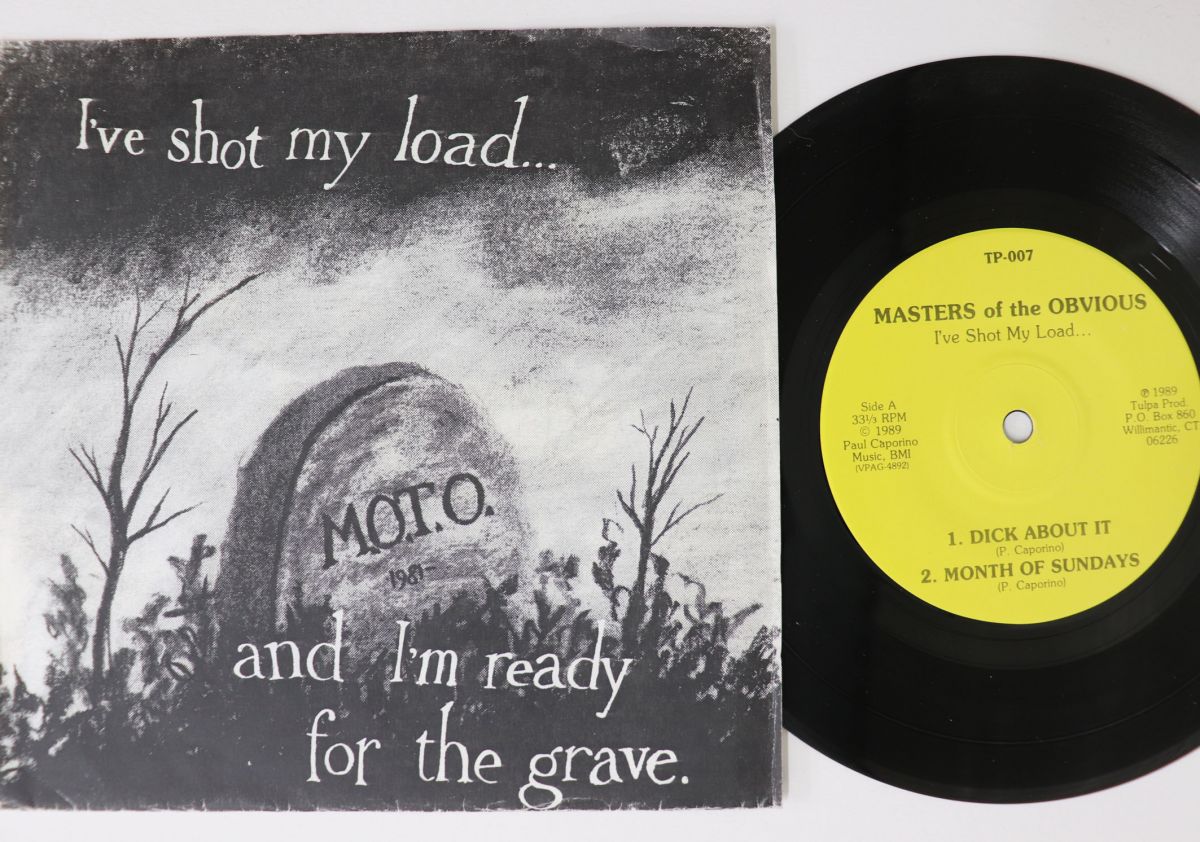 I've shot my load...
M.O.T.O.
1981-
and I'm ready
for the grave.
TP-007
MASTERS of the OBVIOUS
I've Shot My Load...
Side A
33⅓ RPM
© 1989
Paul Caporino
Music, BMI
(VPAG-4892)
℗ 1989
Tulpa Prod.
P.O. Box 860
Willimantic, CT
06226
1. DICK ABOUT IT
(P. Caporino)
2. MONTH OF SUNDAYS
(P. Caporino)